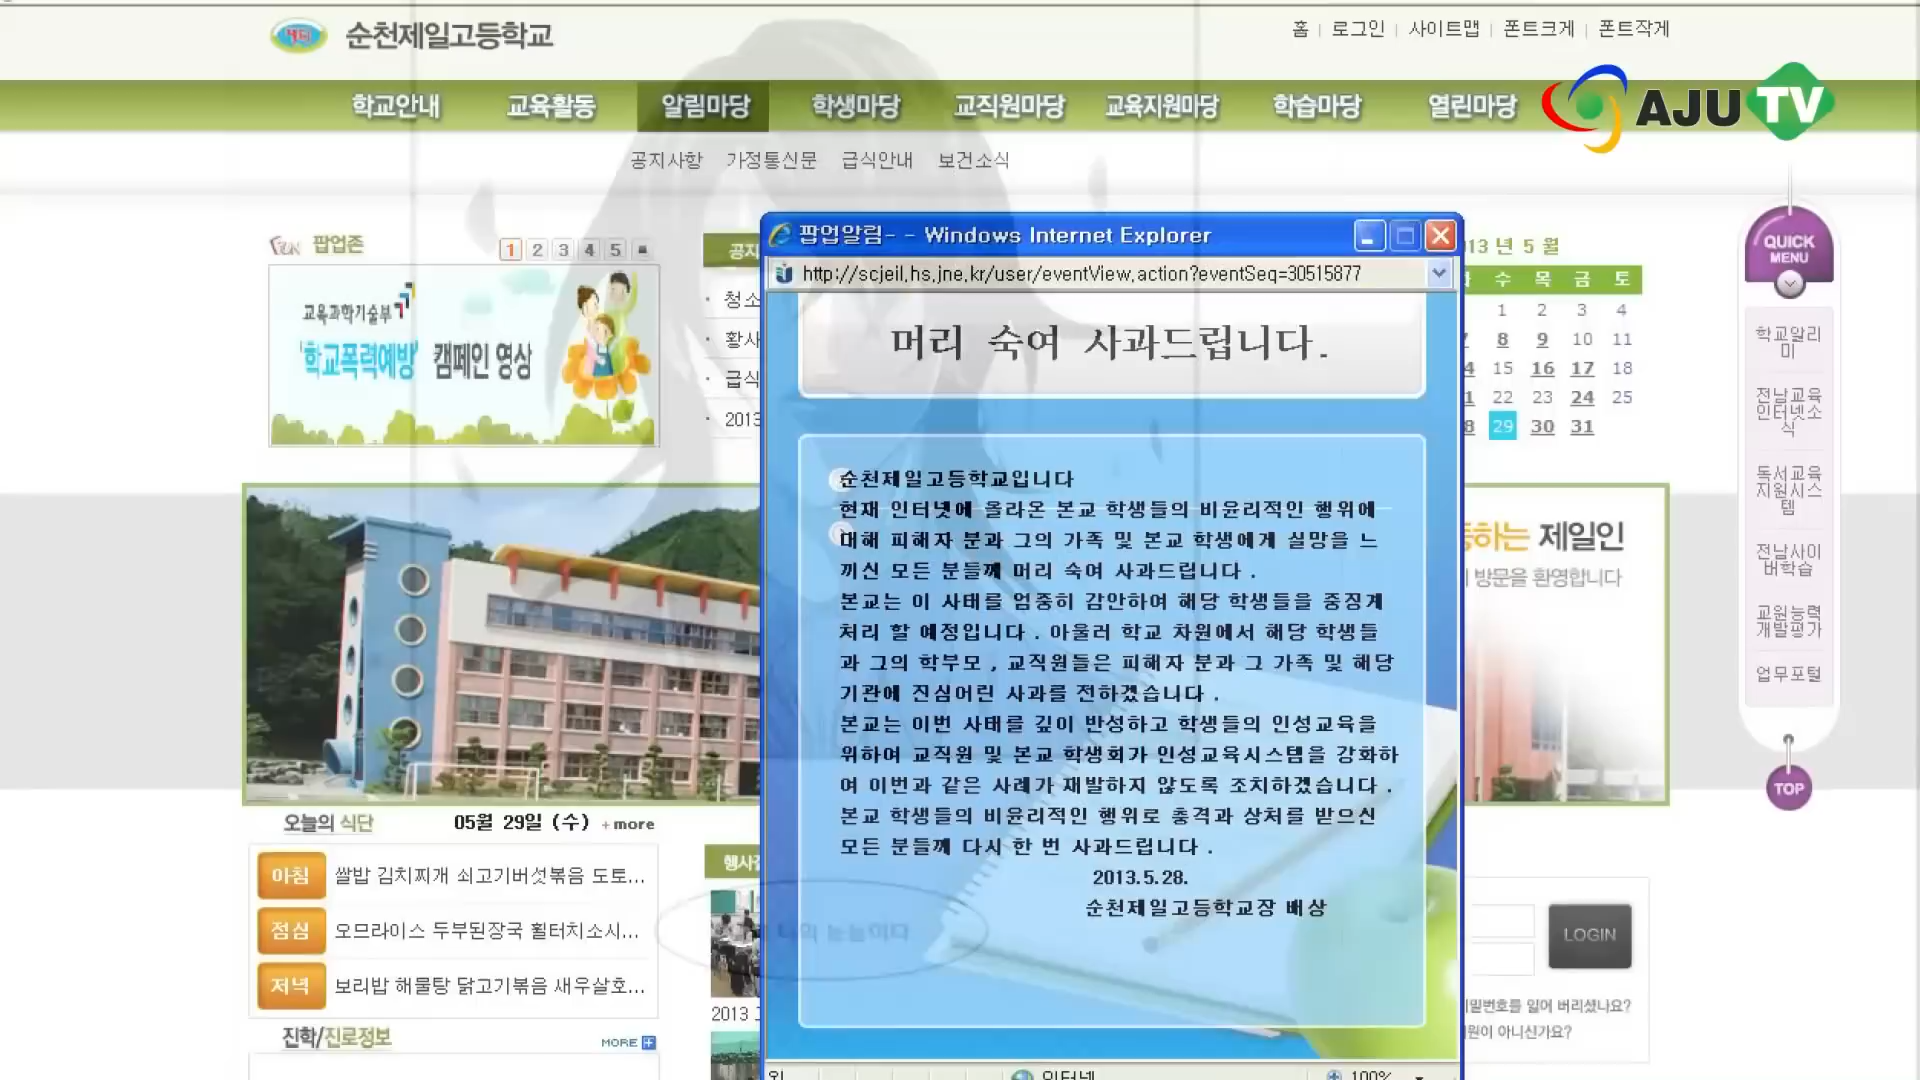 순천제일고등학교
홈 | 로그인 | 사이트맵 | 폰트크게 | 폰트작게
학교안내 교육활동 알림마당 학생마당 교직원마당 교육지원마당 학습마당 열린마당
AJU TV
공지사항 가정통신문 급식안내 보건소식
팝업존 1 2 3 4 5
교육과학기술부
'학교폭력예방' 캠페인 영상
청소
황사
급식
2013
팝업알림- - Windows Internet Explorer
http://scjeil.hs.jne.kr/user/eventView.action?eventSeq=30515877
머리 숙여 사과드립니다.
순천제일고등학교입니다
현재 인터넷에 올라온 본교 학생들의 비윤리적인 행위에
대해 피해자 분과 그의 가족 및 본교 학생에게 실망을 느
끼신 모든 분들께 머리 숙여 사과드립니다 .
본교는 이 사태를 엄중히 감안하여 해당 학생들을 중징계
처리 할 예정입니다 . 아울러 학교 차원에서 해당 학생들
과 그의 학부모 , 교직원들은 피해자 분과 그 가족 및 해당
기관에 진심어린 사과를 전하겠습니다 .
본교는 이번 사태를 깊이 반성하고 학생들의 인성교육을
위하여 교직원 및 본교 학생회가 인성교육시스템을 강화하
여 이번과 같은 사례가 재발하지 않도록 조치하겠습니다 .
본교 학생들의 비윤리적인 행위로 충격과 상처를 받으신
모든 분들께 다시 한 번 사과드립니다 .
2013.5.28.
순천제일고등학교장 배상
인터넷 100%
13 년 5 월
수 목 금 토
1 2 3 4
8 9 10 11
4 15 16 17 18
1 22 23 24 25
8 29 30 31
제일인
방문을 환영합니다
LOGIN
QUICK
MENU
학교알리
미
전남교육
인터넷소
식
독서교육
지원시스
템
전남사이
버학습
교원능력
개발평가
업무포털
TOP
오늘의 식단 05월 29일 (수) + more
아침 쌀밥 김치찌개 쇠고기버섯볶음 도토...
점심 오므라이스 두부된장국 휠터치소시...
저녁 보리밥 해물탕 닭고기볶음 새우살호...
진학/진로정보 MORE
2013